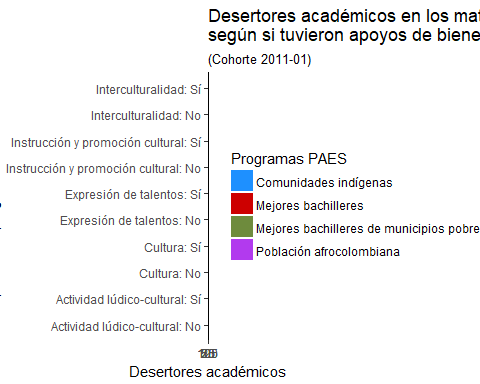 Desertores académicos en los mat
según si tuvieron apoyos de biene
(Cohorte 2011-01)
Interculturalidad: Sí
Interculturalidad: No
Instrucción y promoción cultural: Sí
Instrucción y promoción cultural: No
Expresión de talentos: Sí
Expresión de talentos: No
Cultura: Sí
Cultura: No
Actividad lúdico-cultural: Sí
Actividad lúdico-cultural: No
Programas PAES
Comunidades indígenas
Mejores bachilleres
Mejores bachilleres de municipios pobre
Población afrocolombiana
Desertores académicos